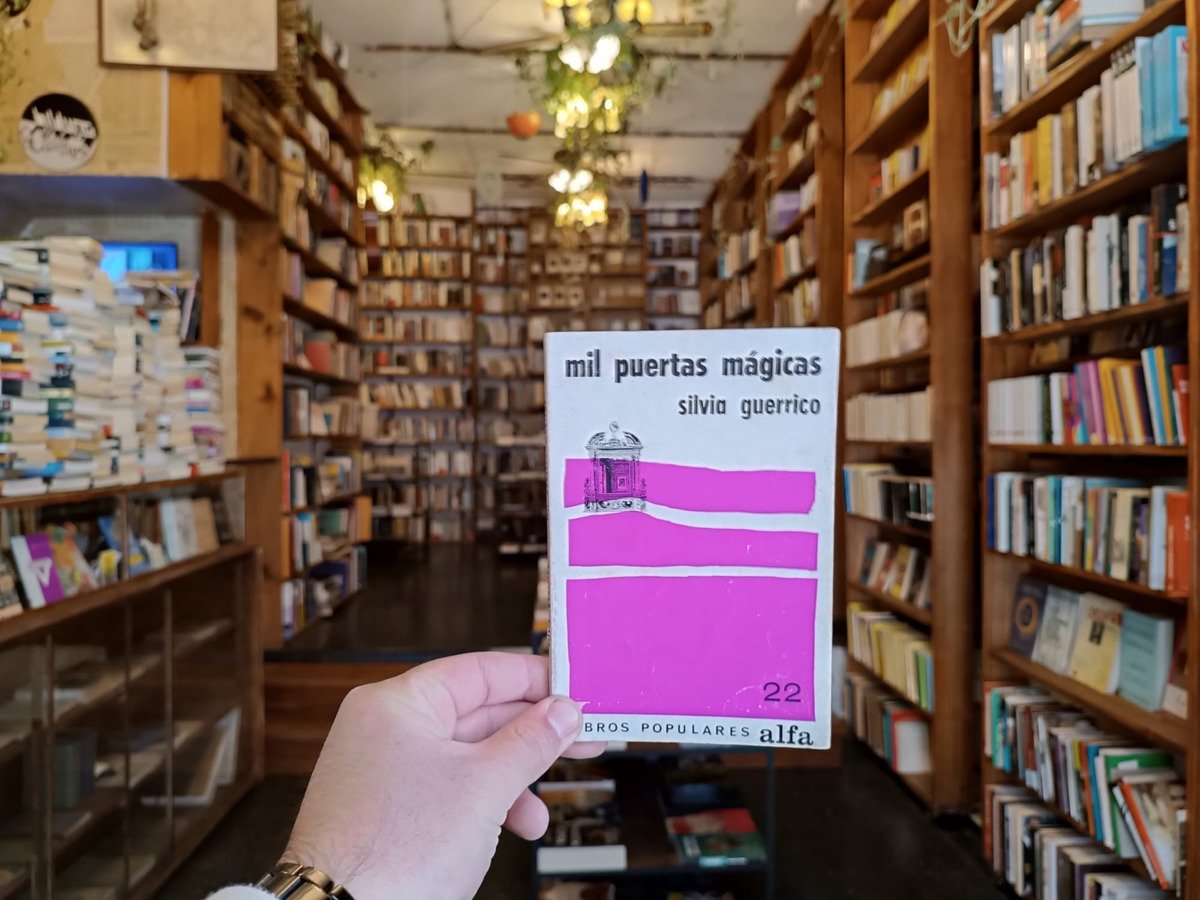 mil puertas mágicas
silvia guerrico
22
BROS POPULARES alfa